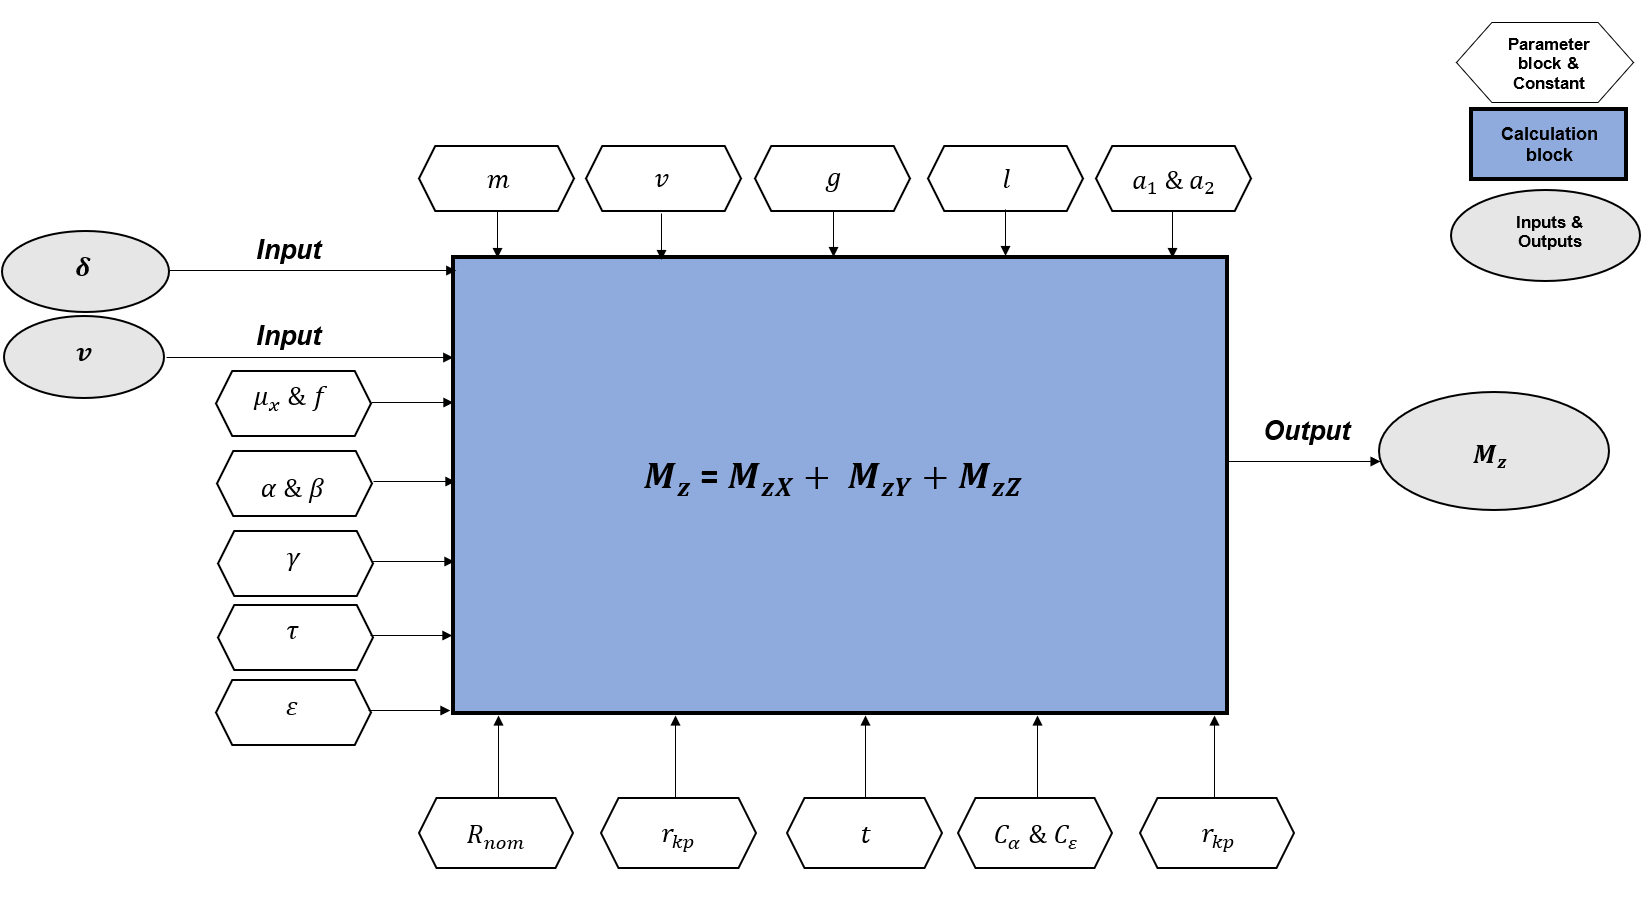 Parameter
block &
Constant
Calculation
block
Inputs &
Outputs
m
v
g
l
a₁ & a₂
δ
Input
v
Input
μₓ & f
α & β
γ
τ
ε
M_z = M_zX + M_zY + M_zZ
Output
M_z
R_nom
r_kp
t
C_α & C_ε
r_kp